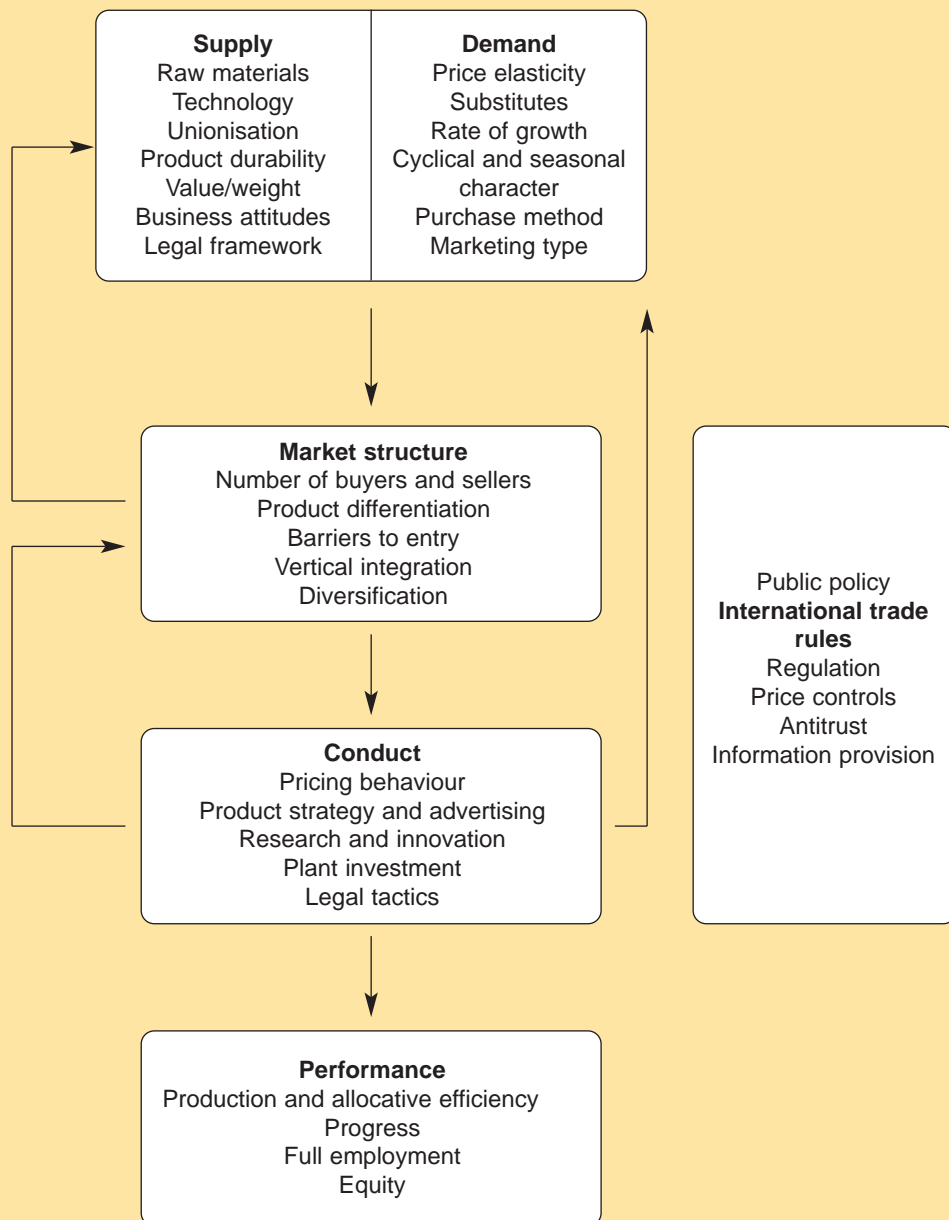 Supply
Raw materials
Technology
Unionisation
Product durability
Value/weight
Business attitudes
Legal framework
Demand
Price elasticity
Substitutes
Rate of growth
Cyclical and seasonal
character
Purchase method
Marketing type
Market structure
Number of buyers and sellers
Product differentiation
Barriers to entry
Vertical integration
Diversification
Public policy
International trade
rules
Regulation
Price controls
Antitrust
Information provision
Conduct
Pricing behaviour
Product strategy and advertising
Research and innovation
Plant investment
Legal tactics
Performance
Production and allocative efficiency
Progress
Full employment
Equity